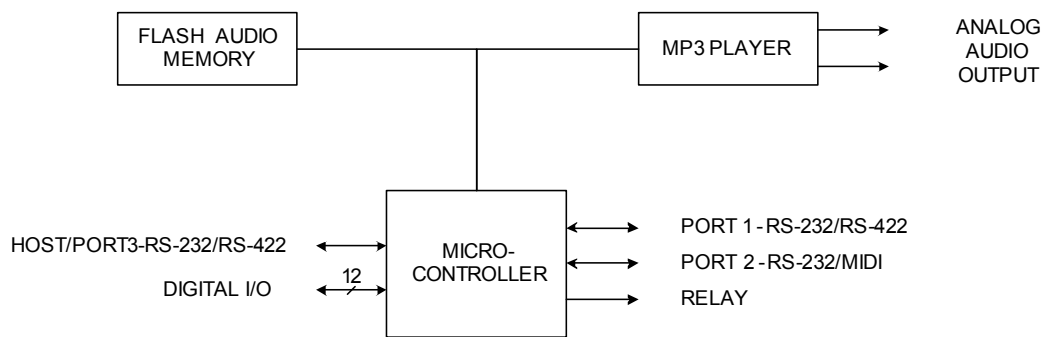 FLASH AUDIO
MEMORY
MP3 PLAYER
ANALOG
AUDIO
OUTPUT
HOST/PORT3-RS-232/RS-422
DIGITAL I/O
12
MICRO-
CONTROLLER
PORT 1-RS-232/RS-422
PORT 2-RS-232/MIDI
RELAY